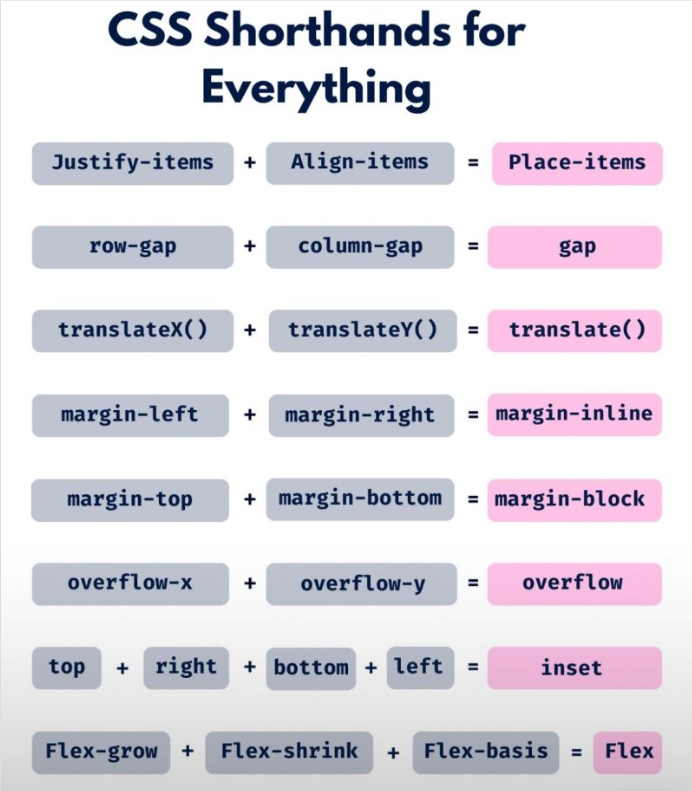 CSS Shorthands for
Everything
Justify-items + Align-items = Place-items
row-gap + column-gap = gap
translateX() + translateY() = translate()
margin-left + margin-right = margin-inline
margin-top + margin-bottom = margin-block
overflow-x + overflow-y = overflow
top + right + bottom + left = inset
Flex-grow + Flex-shrink + Flex-basis = Flex